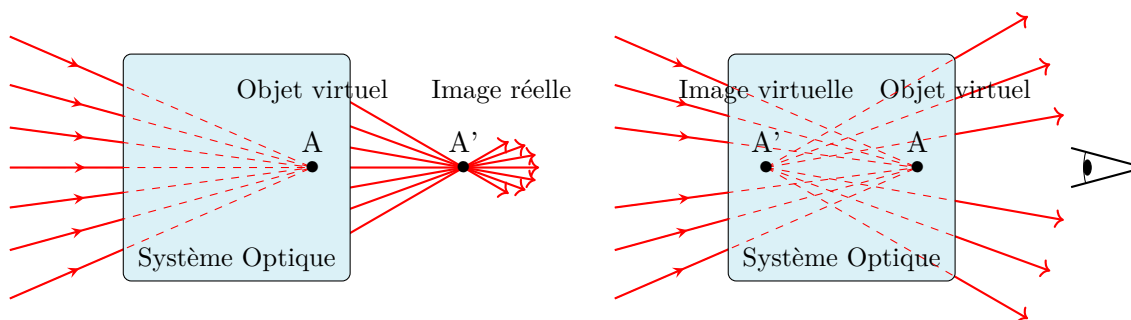 Objet virtuel
Image réelle
A
A'
Système Optique
Image virtuelle
Objet virtuel
A'
A
Système Optique